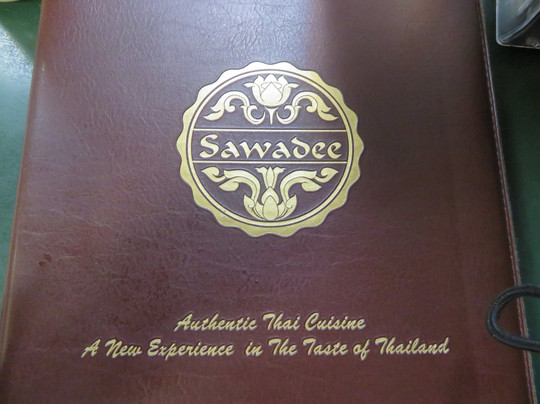 Sawadee
Authentic Thai Cuisine
A New Experience in The Taste of Thailand